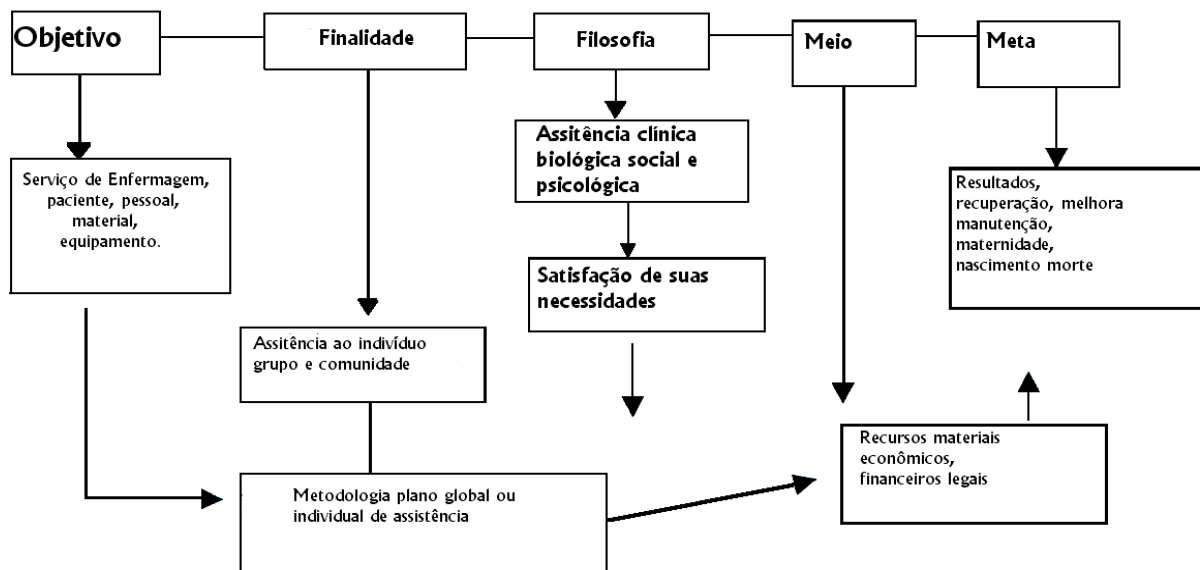 Objetivo
Finalidade
Filosofia
Meio
Meta
Serviço de Enfermagem,
paciente, pessoal,
material,
equipamento.
Assitência clínica
biológica social e
psicológica
Resultados,
recuperação, melhora
manutenção,
maternidade,
nascimento morte
Satisfação de suas
necessidades
Assitência ao indivíduo
grupo e comunidade
Recursos materiais
econômicos,
financeiros legais
Metodologia plano global ou
individual de assistência